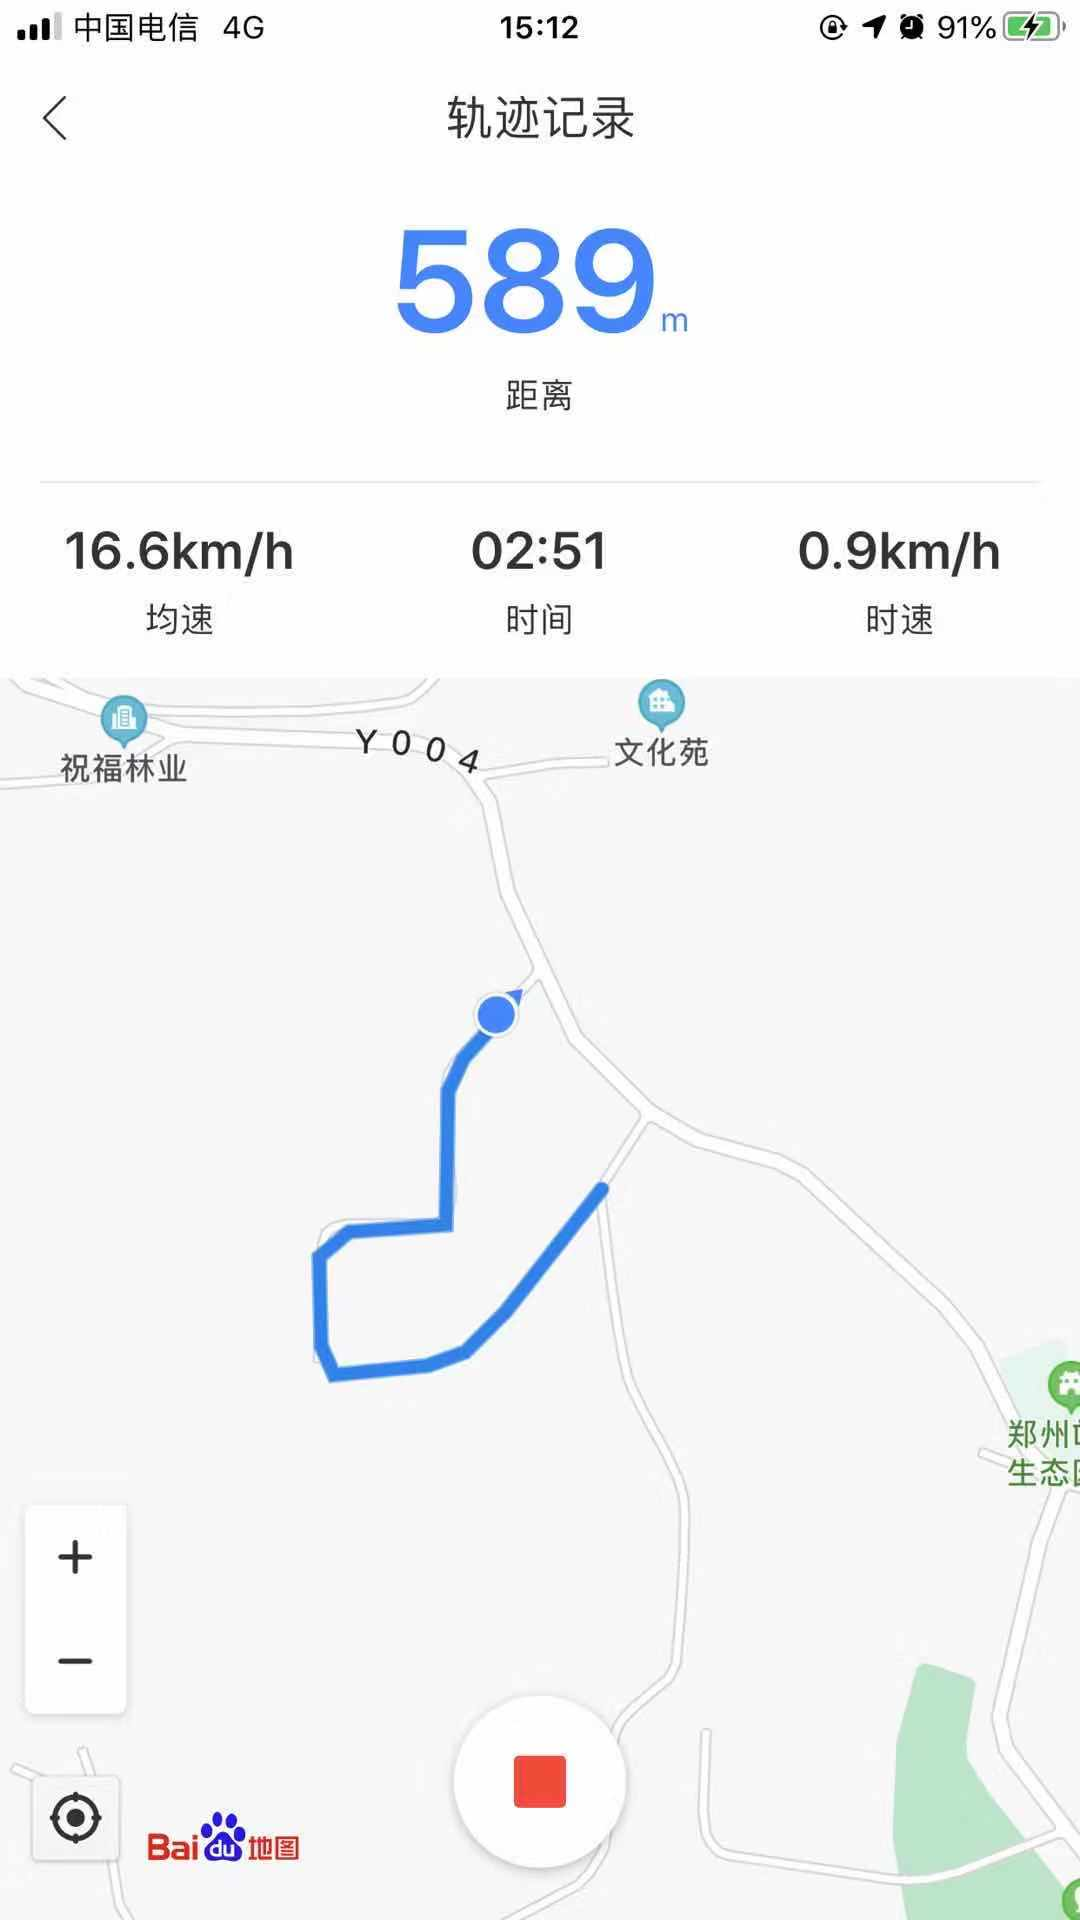 中国电信 4G 15:12 91%
轨迹记录
589m
距离
16.6km/h 02:51 0.9km/h
均速 时间 时速
Y004
文化苑
祝福林业
郑州
生态
Bai du 地图